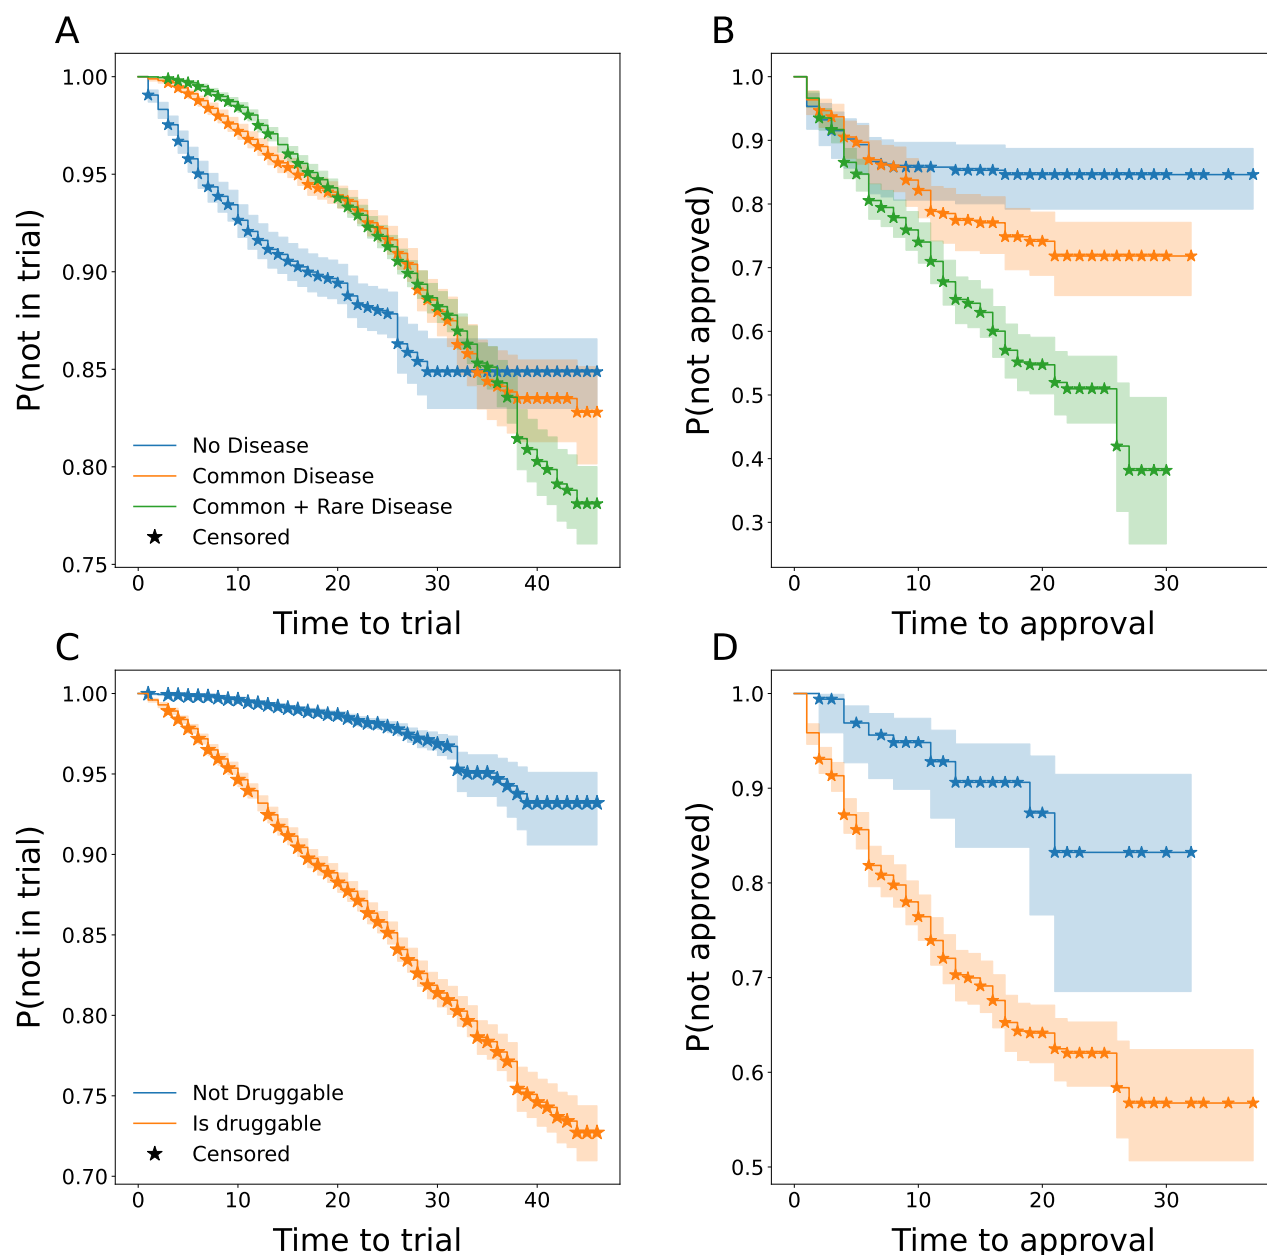 A
P(not in trial)
1.00
0.95
0.90
0.85
0.80
0.75
No Disease
Common Disease
Common + Rare Disease
Censored
0 10 20 30 40
Time to trial
B
P(not approved)
1.0
0.9
0.8
0.7
0.6
0.5
0.4
0.3
0 10 20 30
Time to approval
C
P(not in trial)
1.00
0.95
0.90
0.85
0.80
0.75
0.70
Not Druggable
Is druggable
Censored
0 10 20 30 40
Time to trial
D
P(not approved)
1.0
0.9
0.8
0.7
0.6
0.5
0 10 20 30
Time to approval